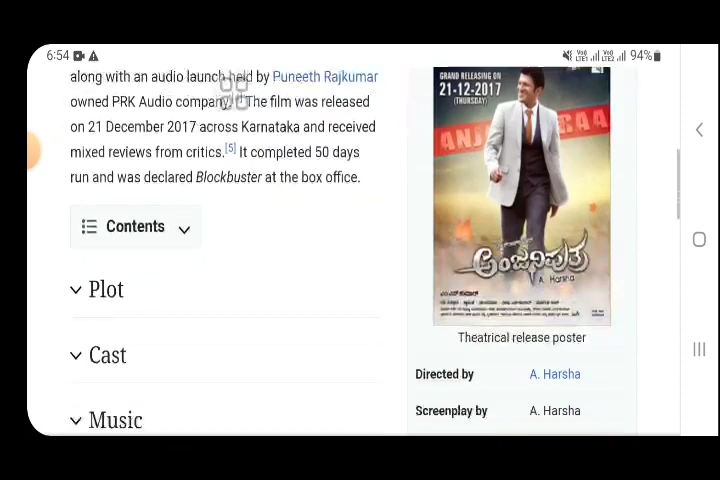 6:54
94%
along with an audio launch held by Puneeth Rajkumar
owned PRK Audio company. The film was released
on 21 December 2017 across Karnataka and received
mixed reviews from critics.[5] It completed 50 days
run and was declared Blockbuster at the box office.
Contents
Plot
Cast
Music
GRAND RELEASING ON
21-12-2017
(THURSDAY)
ಅಂಜನಿಪುತ್ರ
A. Harsha
Theatrical release poster
Directed by A. Harsha
Screenplay by A. Harsha